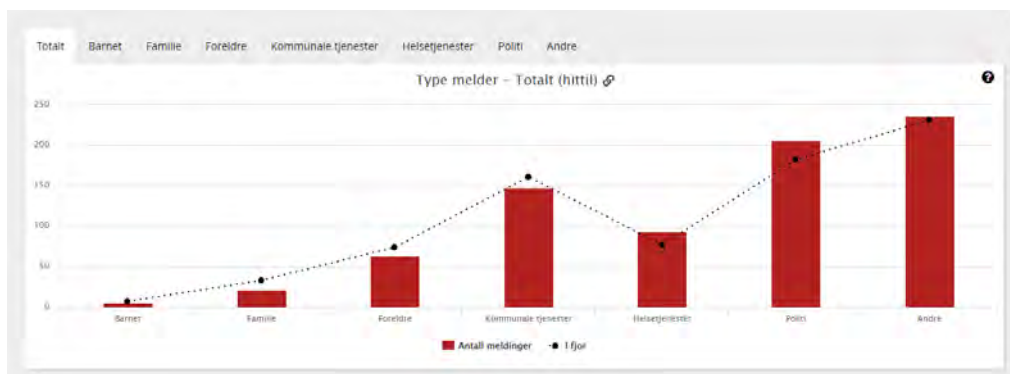 Totalt Barnet Familie Foreldre Kommunale tjenester Helsetjenester Politi Andre
Type melder – Totalt (hittil)
250
200
150
100
50
0
Barnet Familie Foreldre Kommunale tjenester Helsetjenester Politi Andre
Antall meldinger I fjor